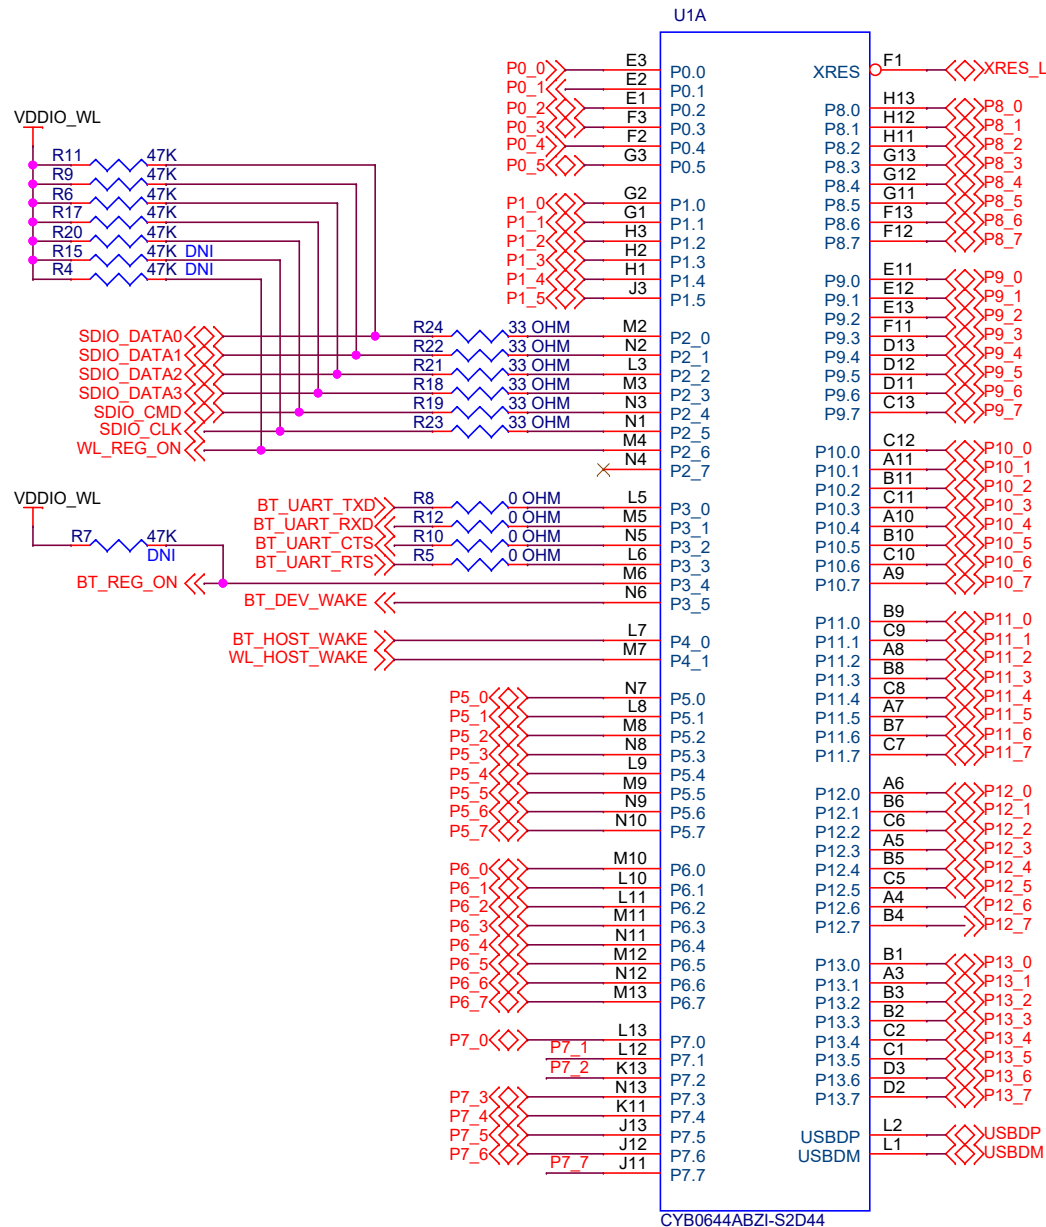 U1A
P0_0 E3 P0.0 XRES F1 XRES_L
P0_1 E2 P0.1
P0_2 E1 P0.2 P8.0 H13 P8_0
P0_3 F3 P0.3 P8.1 H12 P8_1
P0_4 F2 P0.4 P8.2 H11 P8_2
P0_5 G3 P0.5 P8.3 G13 P8_3
P8.4 G12 P8_4
P1_0 G2 P1.0 P8.5 G11 P8_5
P1_1 G1 P1.1 P8.6 F13 P8_6
P1_2 H3 P1.2 P8.7 F12 P8_7
P1_3 H2 P1.3
P1_4 H1 P1.4 P9.0 E11 P9_0
P1_5 J3 P1.5 P9.1 E12 P9_1
P9.2 E13 P9_2
VDDIO_WL
R11 47K
R9 47K
R6 47K
R17 47K
R20 47K
R15 47K DNI
R4 47K DNI
SDIO_DATA0 R24 33 OHM M2 P2_0 P9.3 F11 P9_3
SDIO_DATA1 R22 33 OHM N2 P2_1 P9.4 D13 P9_4
SDIO_DATA2 R21 33 OHM L3 P2_2 P9.5 D12 P9_5
SDIO_DATA3 R18 33 OHM M3 P2_3 P9.6 D11 P9_6
SDIO_CMD R19 33 OHM N3 P2_4 P9.7 C13 P9_7
SDIO_CLK R23 33 OHM N1 P2_5
WL_REG_ON M4 P2_6 P10.0 C12 P10_0
N4 P2_7 P10.1 A11 P10_1
P10.2 B11 P10_2
VDDIO_WL
BT_UART_TXD R8 0 OHM L5 P3_0 P10.3 C11 P10_3
BT_UART_RXD R12 0 OHM M5 P3_1 P10.4 A10 P10_4
R7 47K
DNI
BT_UART_CTS R10 0 OHM N5 P3_2 P10.5 B10 P10_5
BT_UART_RTS R5 0 OHM L6 P3_3 P10.6 C10 P10_6
BT_REG_ON M6 P3_4 P10.7 A9 P10_7
BT_DEV_WAKE N6 P3_5
P11.0 B9 P11_0
BT_HOST_WAKE L7 P4_0 P11.1 C9 P11_1
WL_HOST_WAKE M7 P4_1 P11.2 A8 P11_2
P11.3 B8 P11_3
P5_0 N7 P5.0 P11.4 C8 P11_4
P5_1 L8 P5.1 P11.5 A7 P11_5
P5_2 M8 P5.2 P11.6 B7 P11_6
P5_3 N8 P5.3 P11.7 C7 P11_7
P5_4 L9 P5.4
P5_5 M9 P5.5 P12.0 A6 P12_0
P5_6 N9 P5.6 P12.1 B6 P12_1
P5_7 N10 P5.7 P12.2 C6 P12_2
P12.3 A5 P12_3
P6_0 M10 P6.0 P12.4 B5 P12_4
P6_1 L10 P6.1 P12.5 C5 P12_5
P6_2 L11 P6.2 P12.6 A4 P12_6
P6_3 M11 P6.3 P12.7 B4 P12_7
P6_4 N11 P6.4
P6_5 M12 P6.5 P13.0 B1 P13_0
P6_6 N12 P6.6 P13.1 A3 P13_1
P6_7 M13 P6.7 P13.2 B3 P13_2
P13.3 B2 P13_3
P7_0 L13 P7.0 P13.4 C2 P13_4
P7_1 L12 P7.1 P13.5 C1 P13_5
P7_2 K13 P7.2 P13.6 D3 P13_6
P7_3 N13 P7.3 P13.7 D2 P13_7
P7_4 K11 P7.4
P7_5 J13 P7.5 USBDP L2 USBDP
P7_6 J12 P7.6 USBDM L1 USBDM
P7_7 J11 P7.7
CYB0644ABZI-S2D44